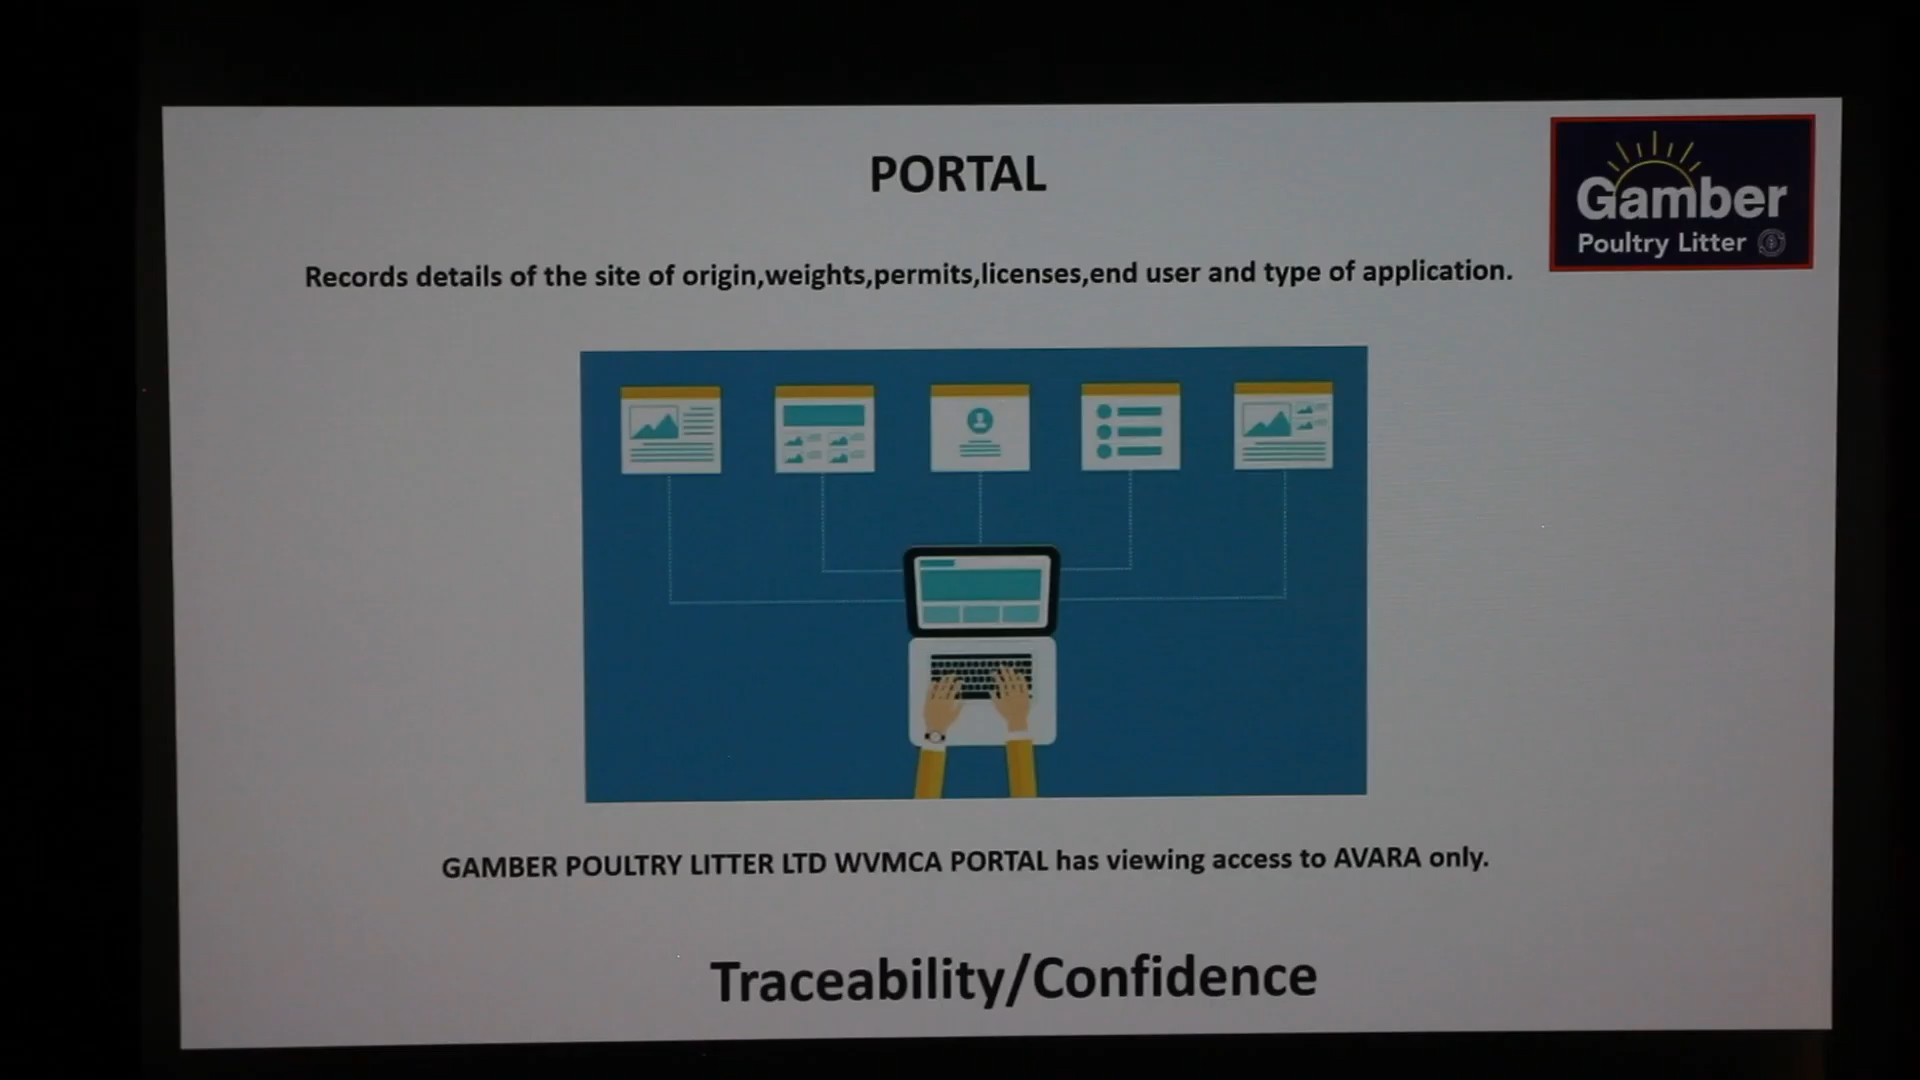 PORTAL
Gamber
Poultry Litter
Records details of the site of origin,weights,permits,licenses,end user and type of application.
GAMBER POULTRY LITTER LTD WVMCA PORTAL has viewing access to AVARA only.
Traceability/Confidence